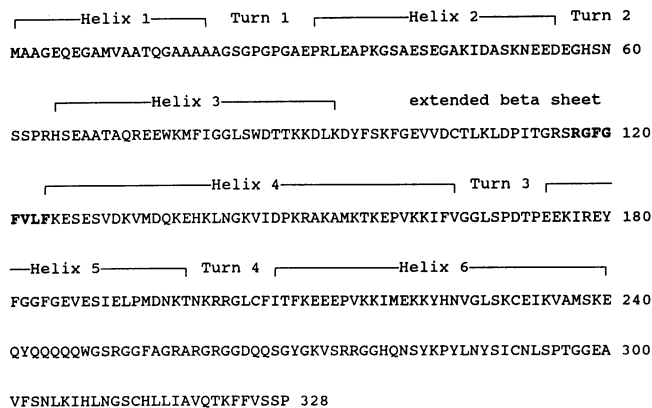 Helix 1 Turn 1 Helix 2 Turn 2
MAAGEQEGAMVAATQGAAAAAGSGPGPGAEPRLEAPKGSAESEGAKIDASKNEEDEGHSN 60
Helix 3 extended beta sheet
SSPRHSEAATAQREEWKMFIGGLSWDTTKKDLKDYFSKFGEVVDCTLKLDPITGRSRGFG 120
Helix 4 Turn 3
FVLFKESESVDKVMDQKEHKLNGKVIDPKRAKAMKTKEPVKKIFVGGLSPDTPEEKIREY 180
Helix 5 Turn 4 Helix 6
FGGFGEVESIELPMDNKTNKRRGLCFITFKEEEPVKKIMEKKYHNVGLSKCEIKVAMSKE 240
QYQQQQQWGSRGGFAGRARGRGGDQQSGYGKVSRRGGHQNSYKPYLNYSICNLSPTGGEA 300
VFSNLKIHLNGSCHLLIAVQTKFFVSSP 328